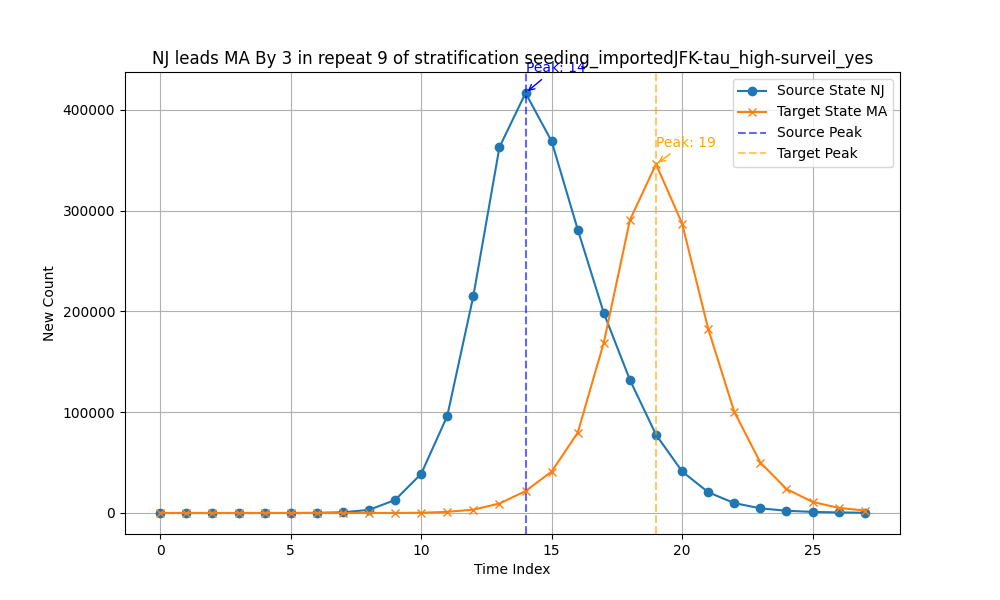 NJ leads MA By 3 in repeat 9 of stratification seeding_importedJFK-tau_high-surveil_yes
Peak: 14
Source State NJ
Target State MA
Source Peak
Target Peak
Peak: 19
400000
300000
200000
100000
0
New Count
0 5 10 15 20 25
Time Index